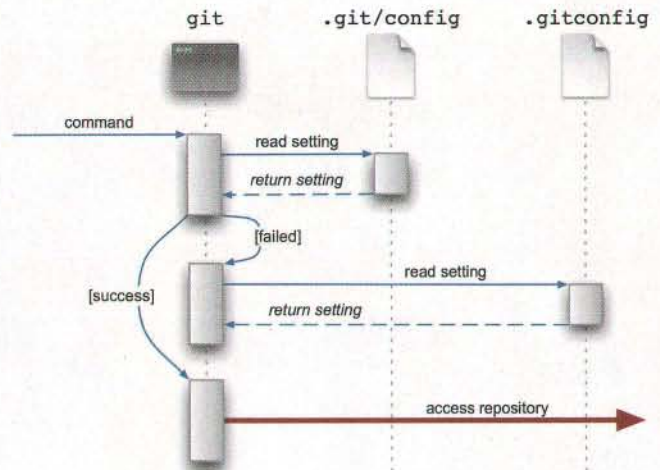 git
.git/config
.gitconfig
command
read setting
return setting
[failed]
read setting
[success]
return setting
access repository